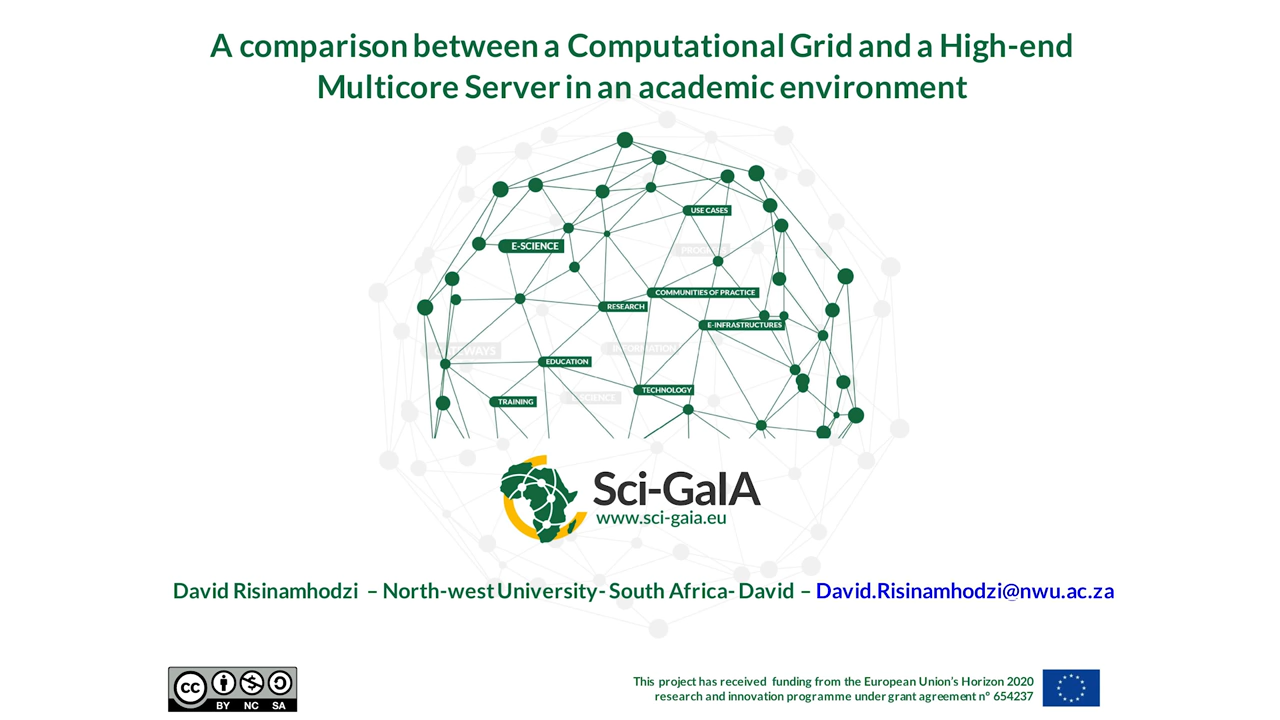 A comparison between a Computational Grid and a High-end
Multicore Server in an academic environment
USE CASES
E-SCIENCE
COMMUNITIES OF PRACTICE
RESEARCH
E-INFRASTRUCTURES
INFORMATION
EDUCATION
TECHNOLOGY
E-SCIENCE
TRAINING
Sci-GaIA
www.sci-gaia.eu
David Risinamhodzi – North-west University- South Africa- David – David.Risinamhodzi@nwu.ac.za
This project has received funding from the European Union's Horizon 2020
research and innovation programme under grant agreement n° 654237
CC BY NC SA